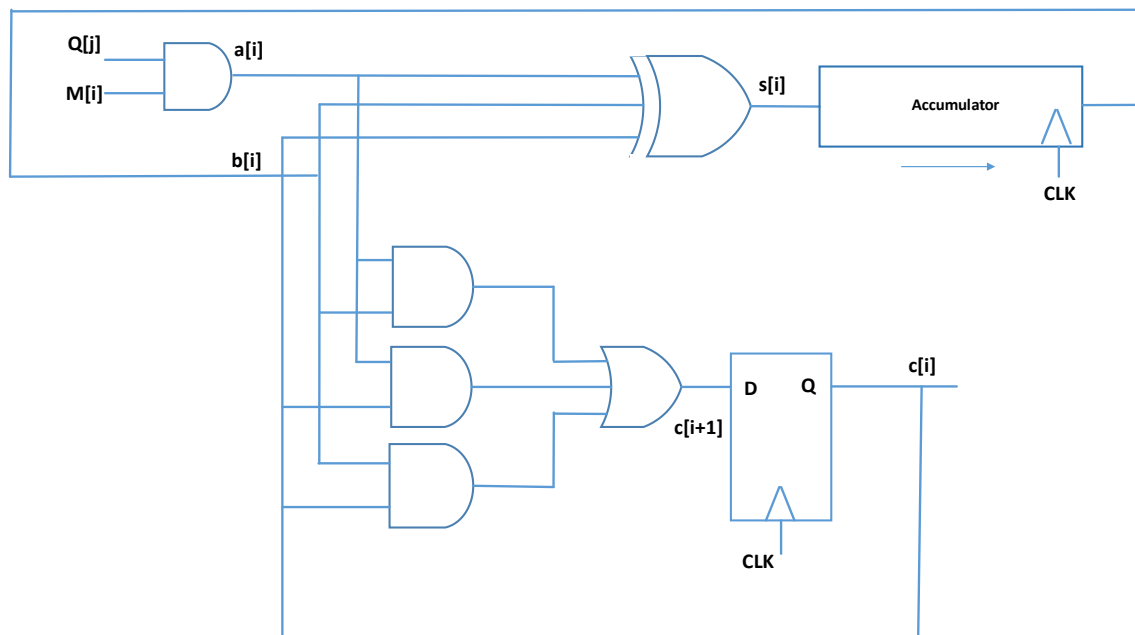 Q[j]
a[i]
M[i]
s[i]
Accumulator
b[i]
CLK
c[i]
D
Q
c[i+1]
CLK